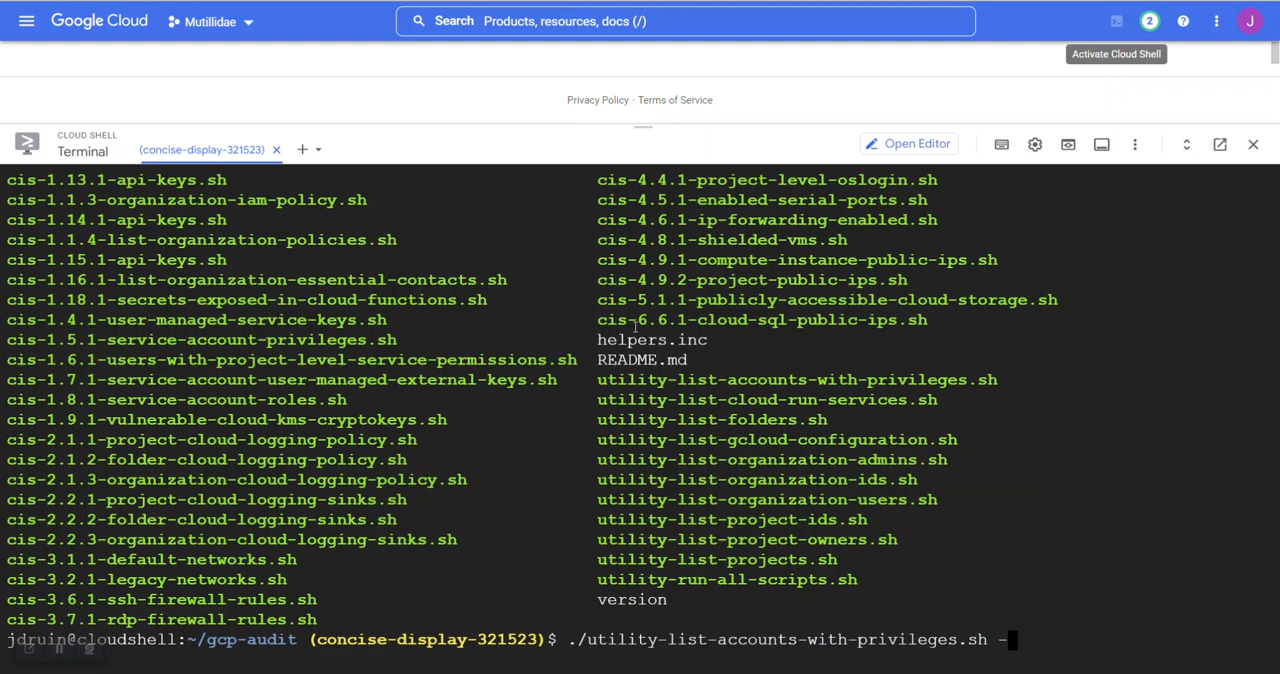 Google Cloud Mutillidae Search Products, resources, docs (/) 2 J
Activate Cloud Shell
Privacy Policy · Terms of Service
CLOUD SHELL
Terminal (concise-display-321523) Open Editor
cis-1.13.1-api-keys.sh cis-4.4.1-project-level-oslogin.sh
cis-1.1.3-organization-iam-policy.sh cis-4.5.1-enabled-serial-ports.sh
cis-1.14.1-api-keys.sh cis-4.6.1-ip-forwarding-enabled.sh
cis-1.1.4-list-organization-policies.sh cis-4.8.1-shielded-vms.sh
cis-1.15.1-api-keys.sh cis-4.9.1-compute-instance-public-ips.sh
cis-1.16.1-list-organization-essential-contacts.sh cis-4.9.2-project-public-ips.sh
cis-1.18.1-secrets-exposed-in-cloud-functions.sh cis-5.1.1-publicly-accessible-cloud-storage.sh
cis-1.4.1-user-managed-service-keys.sh cis-6.6.1-cloud-sql-public-ips.sh
cis-1.5.1-service-account-privileges.sh helpers.inc
cis-1.6.1-users-with-project-level-service-permissions.sh README.md
cis-1.7.1-service-account-user-managed-external-keys.sh utility-list-accounts-with-privileges.sh
cis-1.8.1-service-account-roles.sh utility-list-cloud-run-services.sh
cis-1.9.1-vulnerable-cloud-kms-cryptokeys.sh utility-list-folders.sh
cis-2.1.1-project-cloud-logging-policy.sh utility-list-gcloud-configuration.sh
cis-2.1.2-folder-cloud-logging-policy.sh utility-list-organization-admins.sh
cis-2.1.3-organization-cloud-logging-policy.sh utility-list-organization-ids.sh
cis-2.2.1-project-cloud-logging-sinks.sh utility-list-organization-users.sh
cis-2.2.2-folder-cloud-logging-sinks.sh utility-list-project-ids.sh
cis-2.2.3-organization-cloud-logging-sinks.sh utility-list-project-owners.sh
cis-3.1.1-default-networks.sh utility-list-projects.sh
cis-3.2.1-legacy-networks.sh utility-run-all-scripts.sh
cis-3.6.1-ssh-firewall-rules.sh version
cis-3.7.1-rdp-firewall-rules.sh
jdruin@cloudshell:~/gcp-audit (concise-display-321523)$ ./utility-list-accounts-with-privileges.sh -